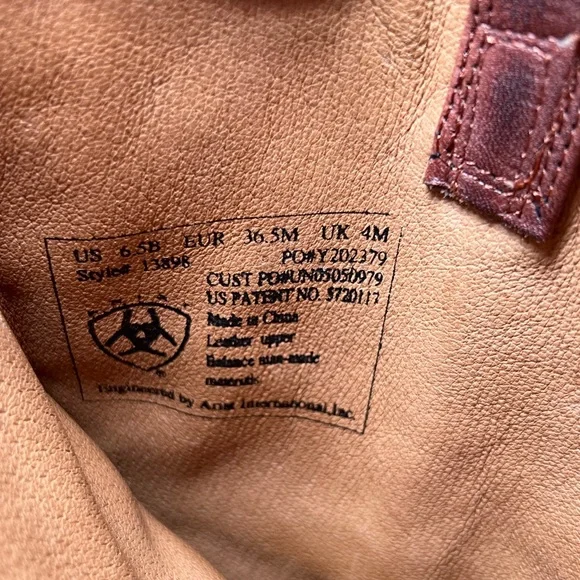 US 6.5B EUR 36.5M UK 4M
Style# 15898 PO#Y202379
CUST PO#UN05050979
US PATENT NO. 5720117
Made in China
Leather upper
Balance man-made
materials
Engineered by Ariat International, Inc.